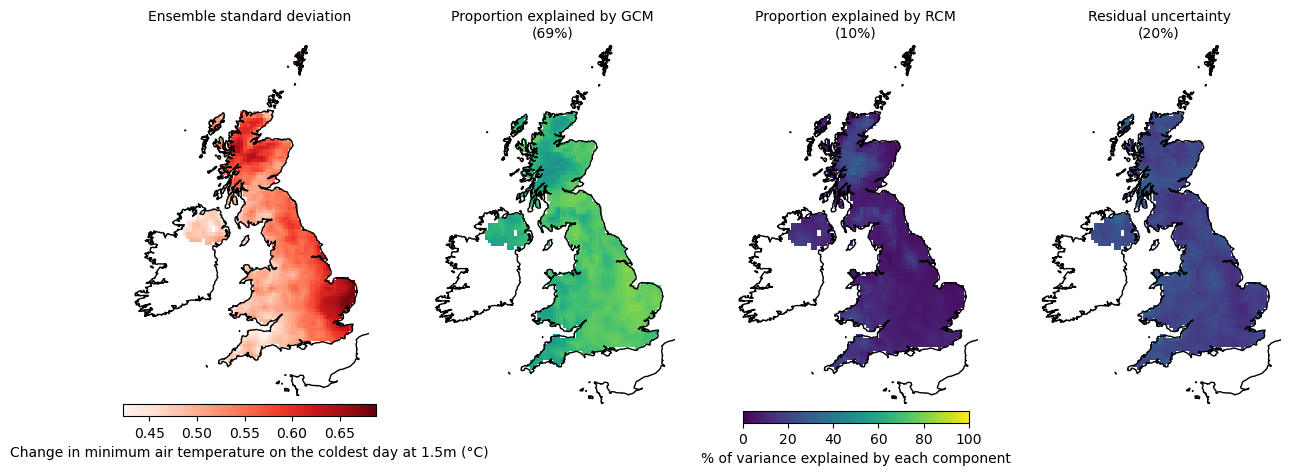 Ensemble standard deviation
Proportion explained by GCM
(69%)
Proportion explained by RCM
(10%)
Residual uncertainty
(20%)
0.45 0.50 0.55 0.60 0.65
Change in minimum air temperature on the coldest day at 1.5m (°C)
0 20 40 60 80 100
% of variance explained by each component